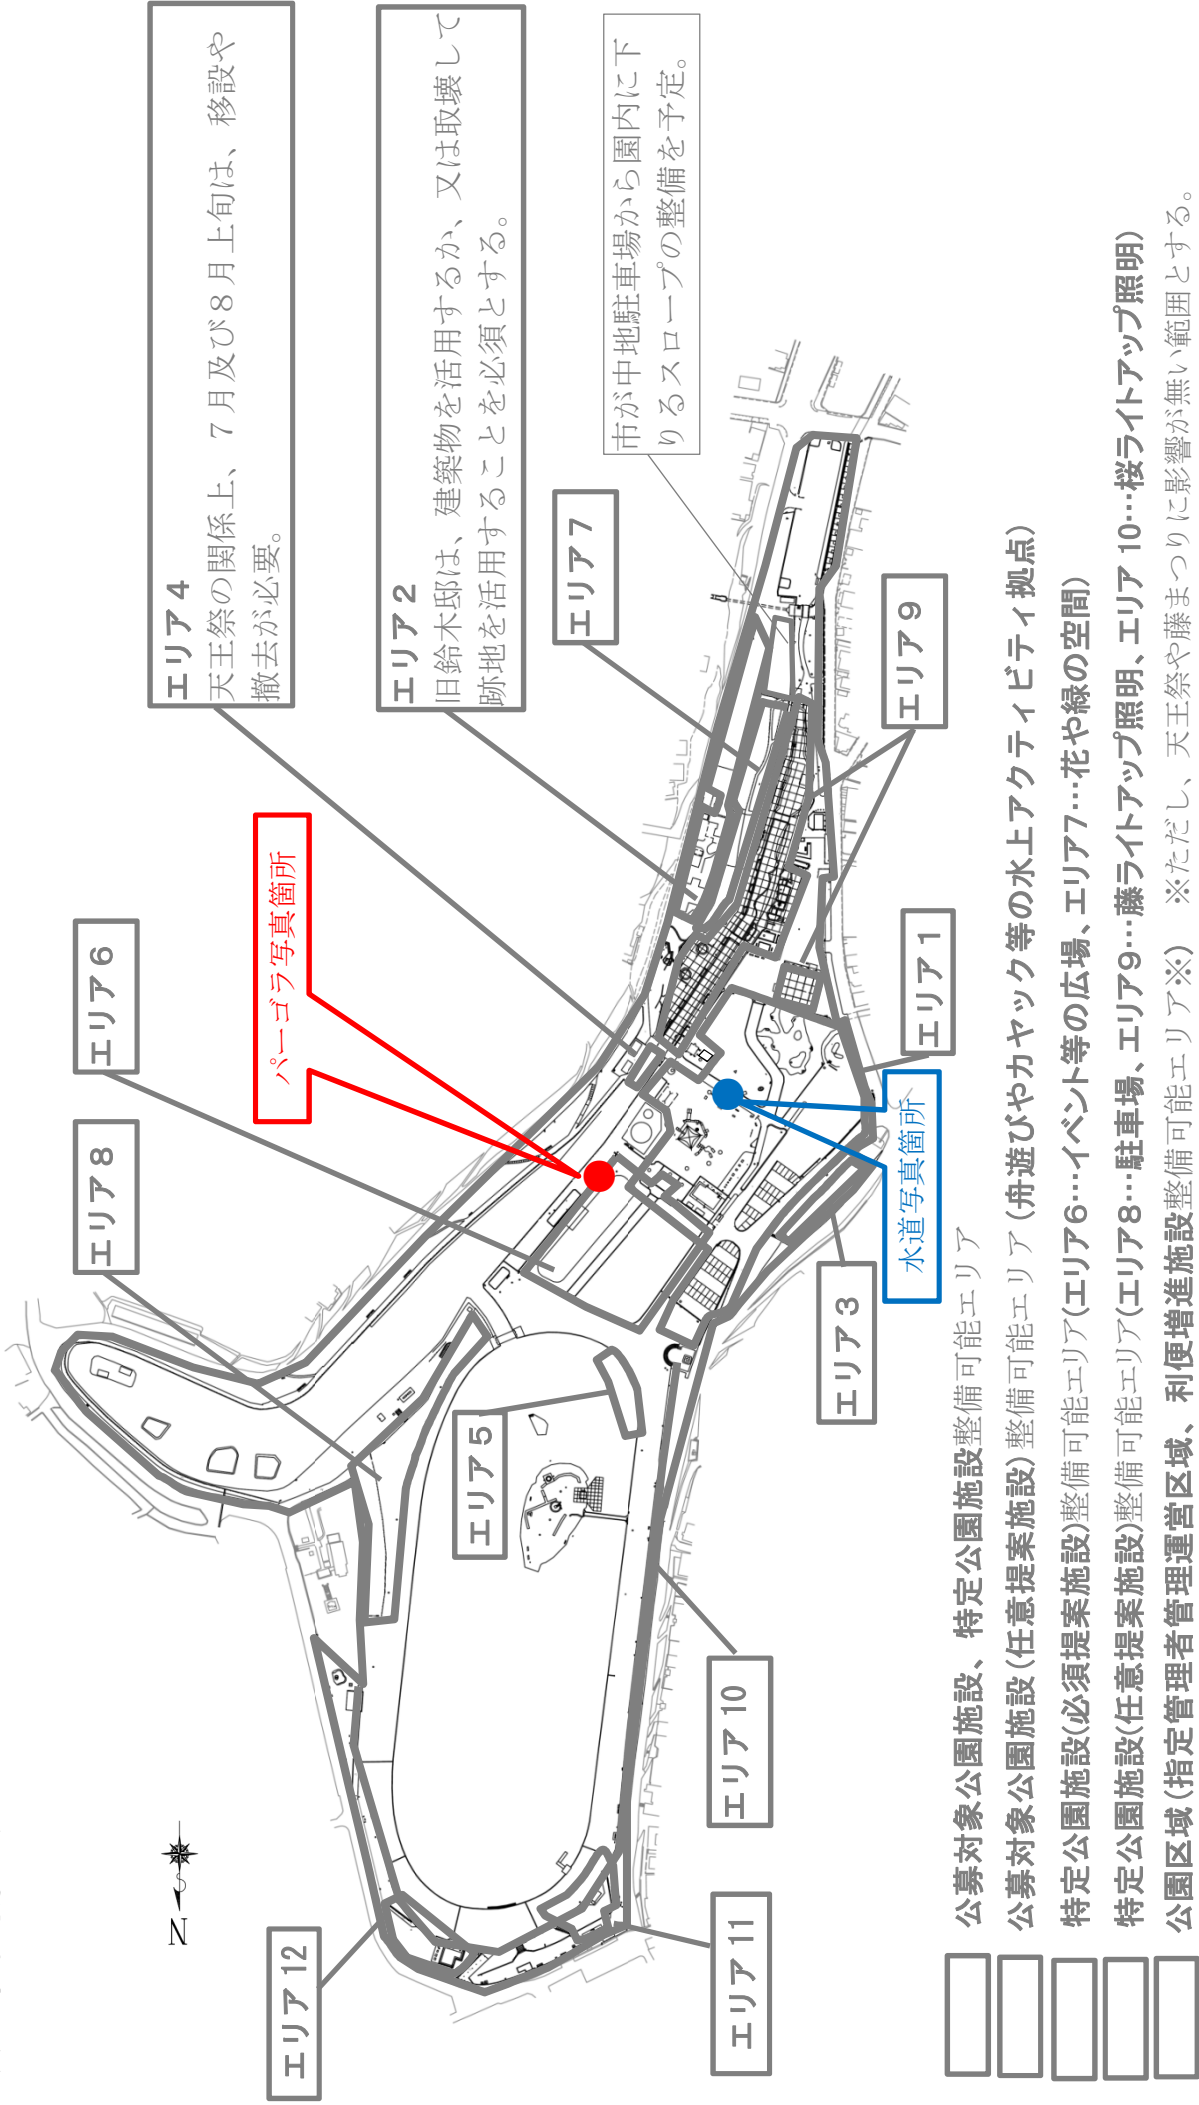 エリア４
天王祭の関係上、７月及び８月上旬は、移設や
撤去が必要。
エリア２
旧鈴木邸は、建築物を活用するか、又は取壊して
跡地を活用することを必須とする。
市が中地駐車場から園内に下
りるスロープの整備を予定。
エリア７
エリア９
エリア６
エリア８
パーゴラ写真箇所
エリア１
水道写真箇所
エリア３
エリア５
エリア10
エリア11
エリア12
N
公募対象公園施設、特定公園施設整備可能エリア
公募対象公園施設（任意提案施設）整備可能エリア（舟遊びやカヤック等の水上アクティビティ拠点）
特定公園施設(必須提案施設)整備可能エリア(エリア６…イベント等の広場、エリア７…花や緑の空間)
特定公園施設(任意提案施設)整備可能エリア(エリア８…駐車場、エリア９…藤ライトアップ照明、エリア10…桜ライトアップ照明)
公園区域（指定管理者管理運営区域、利便増進施設整備可能エリア※）　※ただし、天王祭や藤まつりに影響が無い範囲とする。